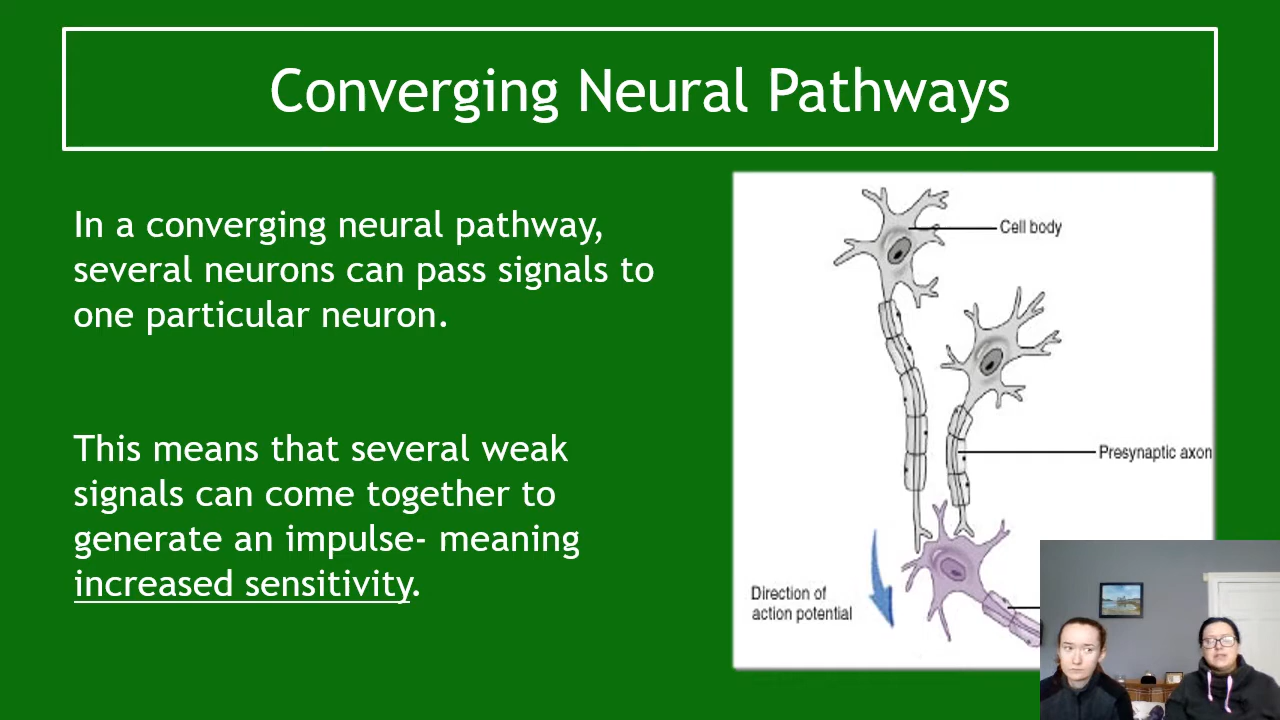 Converging Neural Pathways
In a converging neural pathway,
several neurons can pass signals to
one particular neuron.
This means that several weak
signals can come together to
generate an impulse- meaning
increased sensitivity.
Cell body
Presynaptic axon
Direction of
action potential